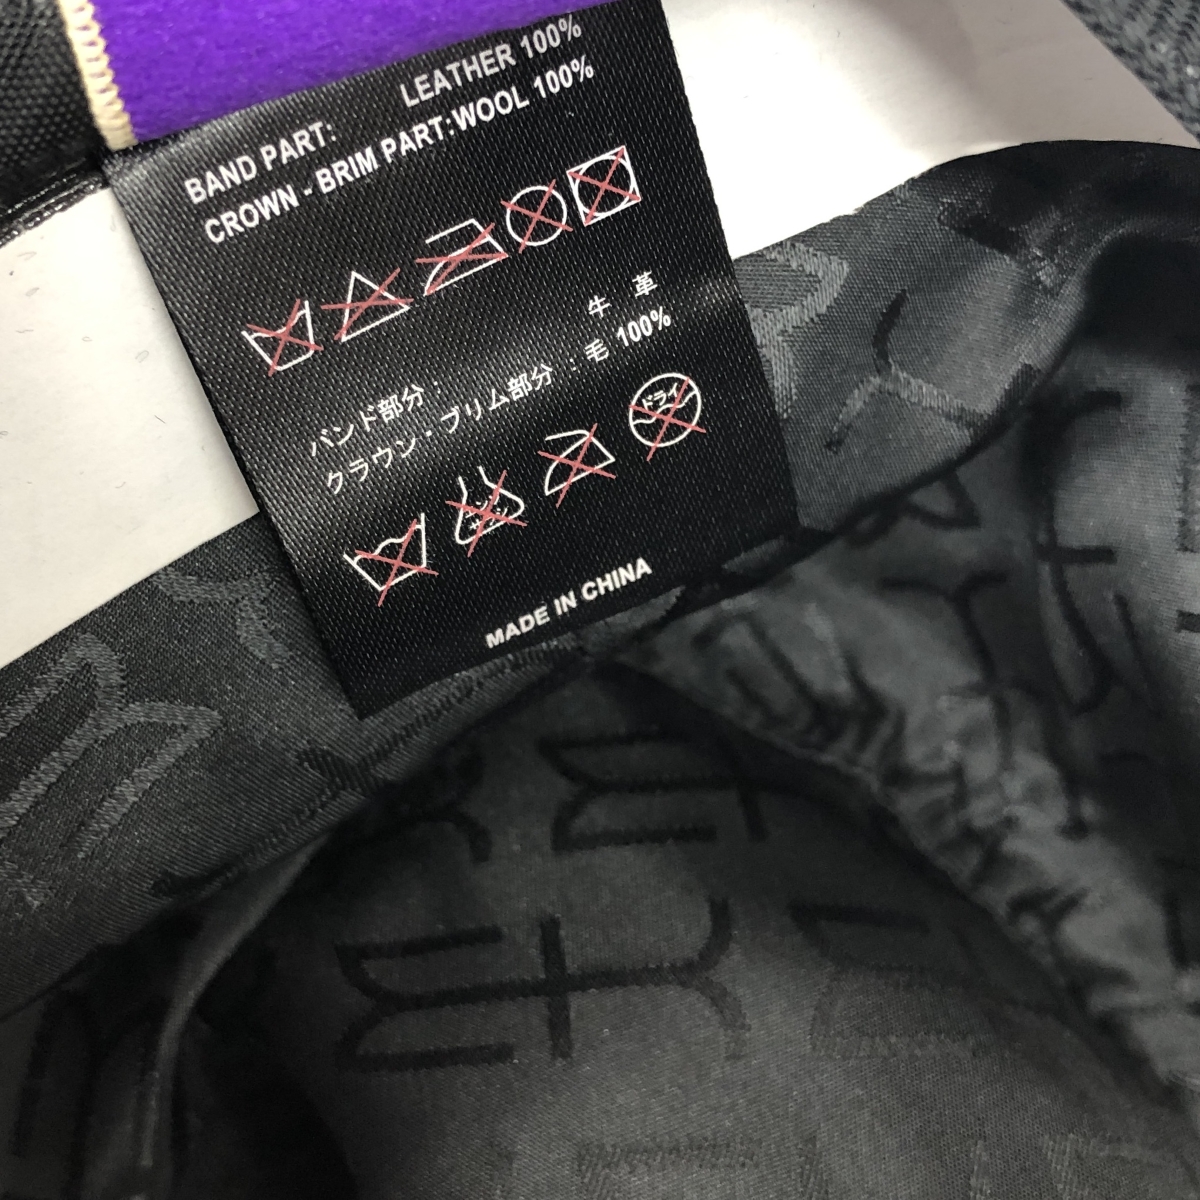 BAND PART: LEATHER 100%
CROWN - BRIM PART:WOOL 100%
バンド部分： 牛 革
クラウン・ブリム部分 ：毛 100%
ドライ
MADE IN CHINA